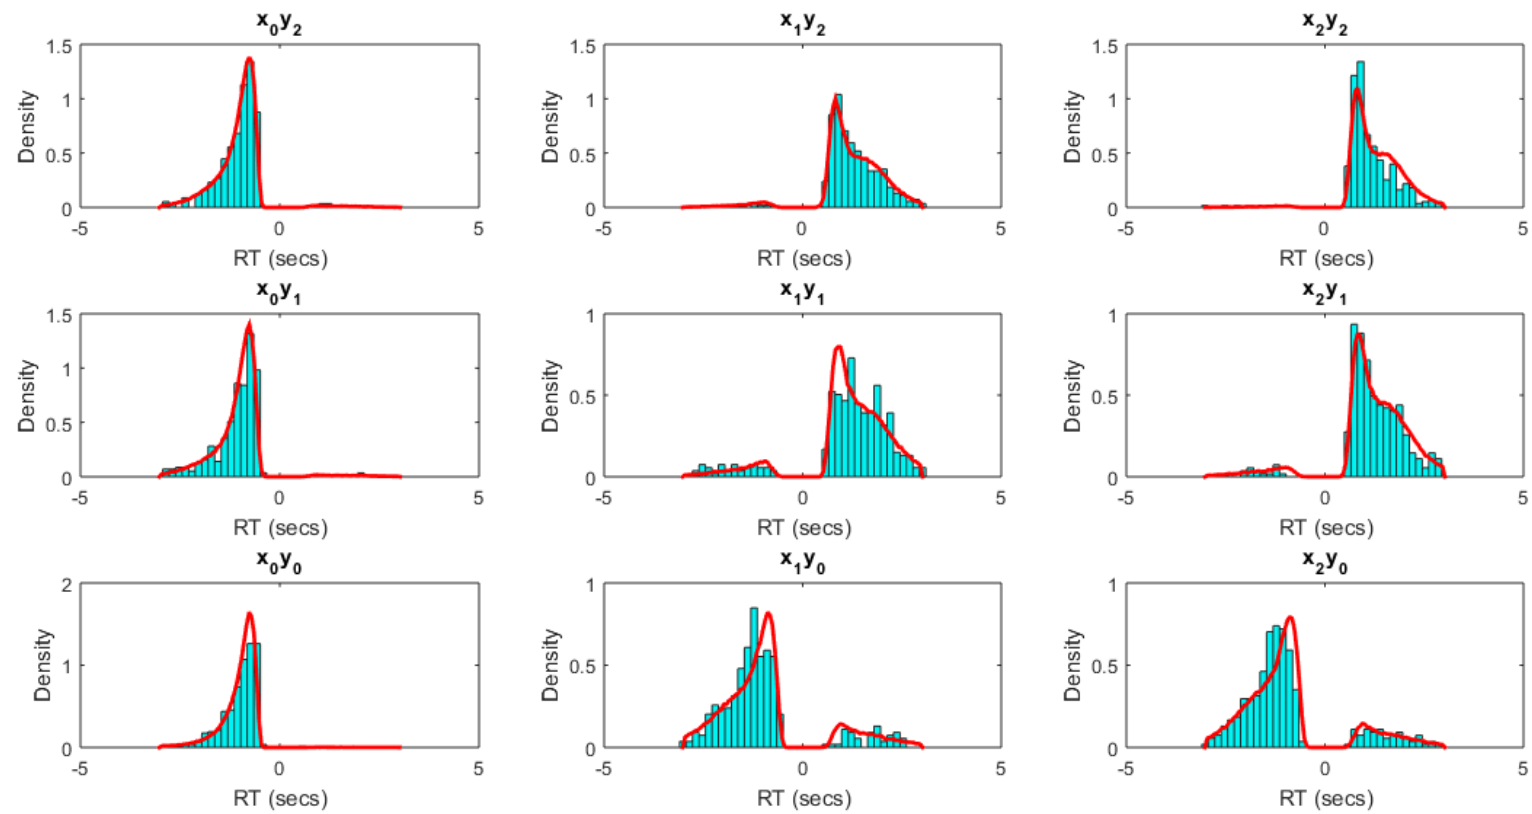 x0y2 x1y2 x2y2
1.5 1.5 1.5
1 1 1
Density Density Density
0.5 0.5 0.5
0 0 0
-5 0 5 -5 0 5 -5 0 5
RT (secs) RT (secs) RT (secs)
x0y1 x1y1 x2y1
1.5 1 1
1
Density Density Density
0.5 0.5 0.5
0 0 0
-5 0 5 -5 0 5 -5 0 5
RT (secs) RT (secs) RT (secs)
x0y0 x1y0 x2y0
2 1 1
Density Density Density
1 0.5 0.5
0 0 0
-5 0 5 -5 0 5 -5 0 5
RT (secs) RT (secs) RT (secs)